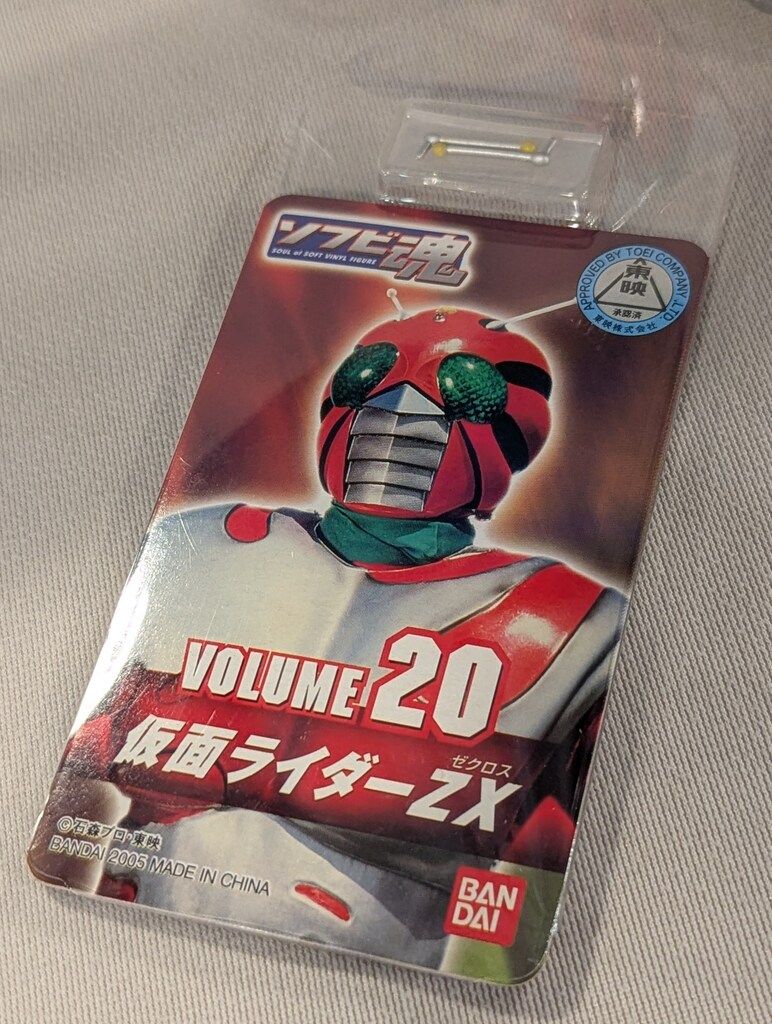 ソフビ魂
SOUL of SOFT VINYL FIGURE
APPROVED BY TOEI COMPANY, LTD.
東映
承認済
東映株式会社
VOLUME 20
ゼクロス
仮面ライダーZX
©石森プロ・東映
BANDAI 2005 MADE IN CHINA
BAN
DAI